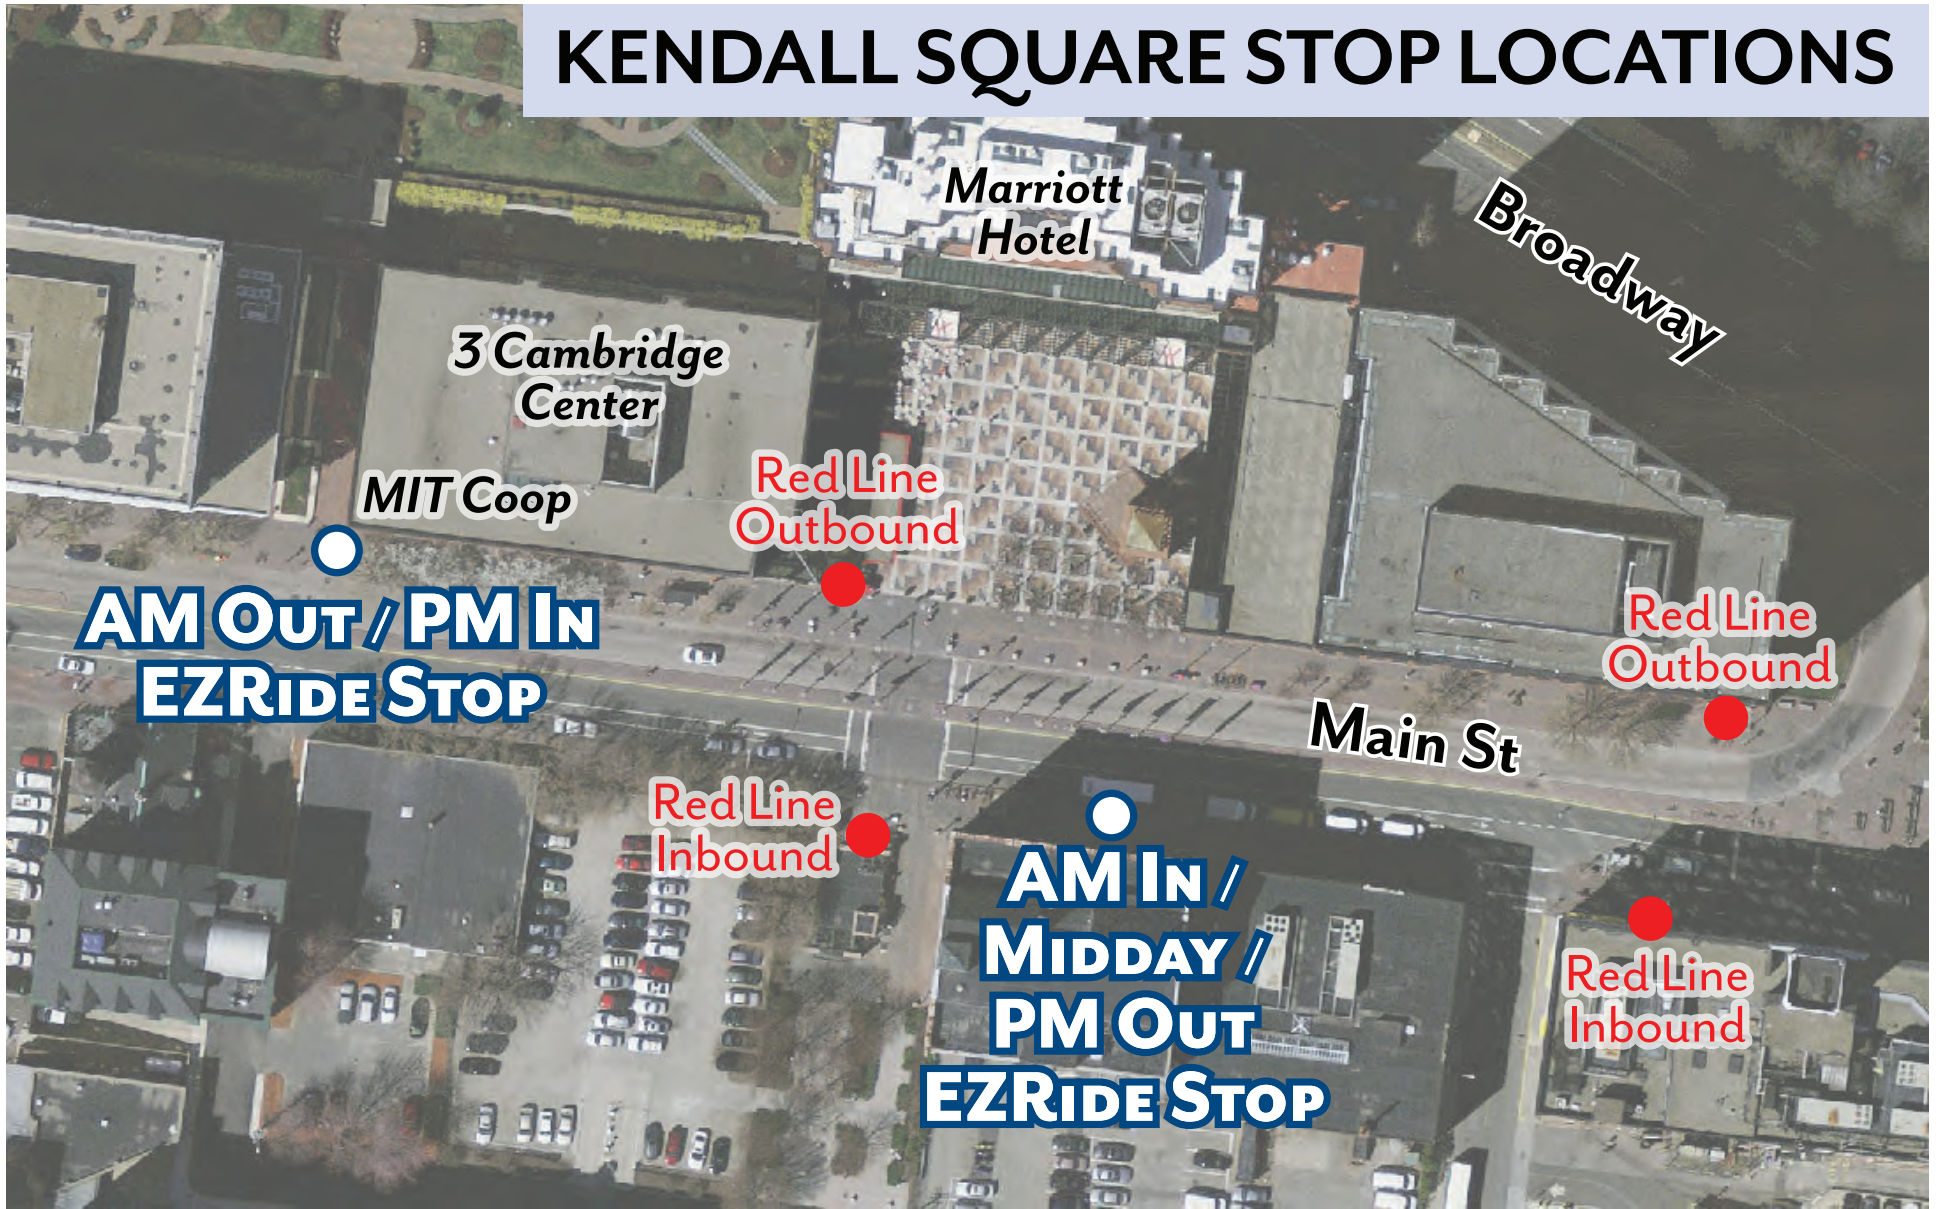 KENDALL SQUARE STOP LOCATIONS
Marriott
Hotel
Broadway
3 Cambridge
Center
MIT Coop
Red Line
Outbound
AM OUT / PM IN
EZRIDE STOP
Red Line
Outbound
Main St
Red Line
Inbound
AM IN /
MIDDAY /
PM OUT
EZRIDE STOP
Red Line
Inbound